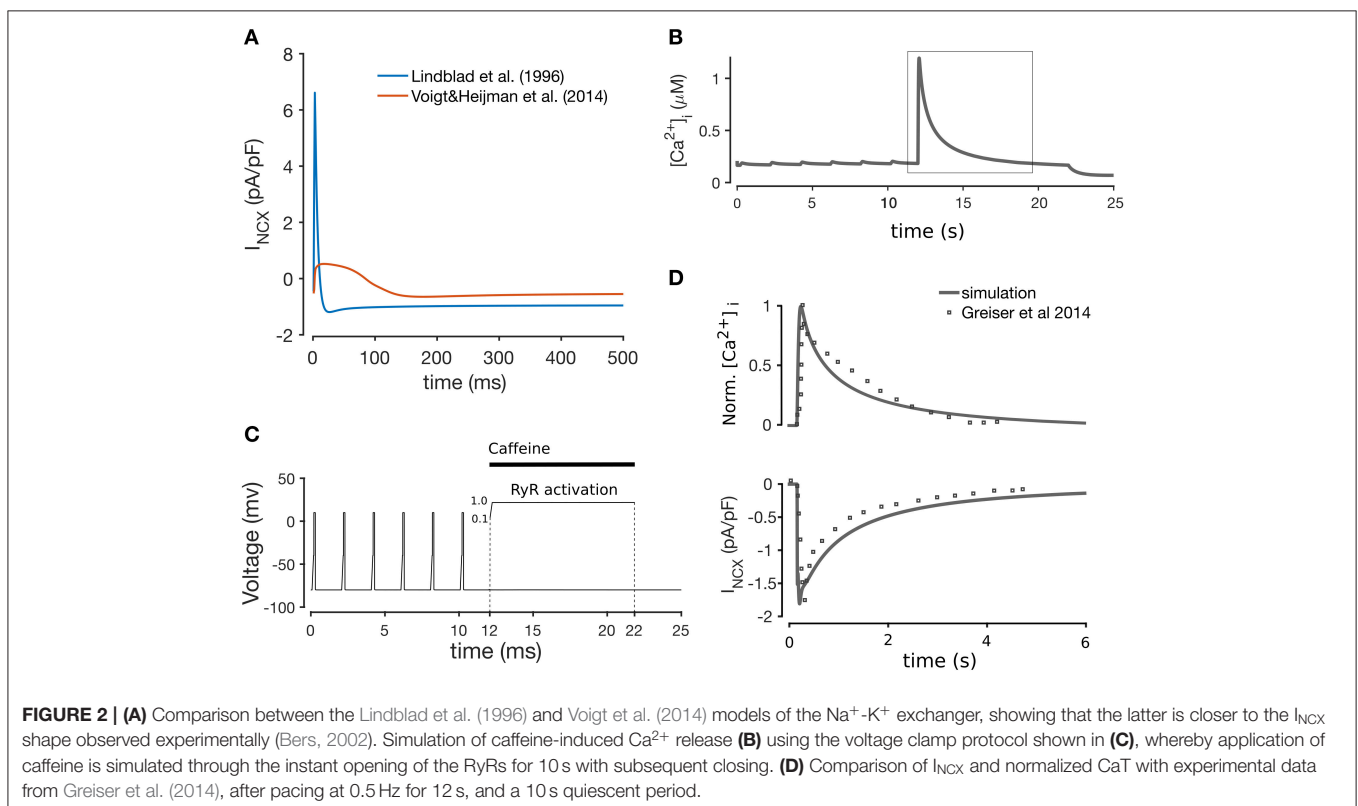 A
8
6
4
2
0
-2
I_NCX (pA/pF)
Lindblad et al. (1996)
Voigt&Heijman et al. (2014)
0 100 200 300 400 500
time (ms)
B
1
0.5
0
[Ca²⁺]_i (μM)
0 5 10 15 20 25
time (s)
C
Caffeine
RyR activation
1.0
0.1
50
0
-50
-100
Voltage (mv)
0 5 10 12 15 20 22 25
time (ms)
D
simulation
Greiser et al 2014
1
0.5
0
Norm. [Ca²⁺]_i
0
-0.5
-1
-1.5
-2
I_NCX (pA/pF)
0 2 4 6
time (s)
FIGURE 2 | (A) Comparison between the Lindblad et al. (1996) and Voigt et al. (2014) models of the Na⁺-K⁺ exchanger, showing that the latter is closer to the I_NCX
shape observed experimentally (Bers, 2002). Simulation of caffeine-induced Ca²⁺ release (B) using the voltage clamp protocol shown in (C), whereby application of
caffeine is simulated through the instant opening of the RyRs for 10 s with subsequent closing. (D) Comparison of I_NCX and normalized CaT with experimental data
from Greiser et al. (2014), after pacing at 0.5 Hz for 12 s, and a 10 s quiescent period.